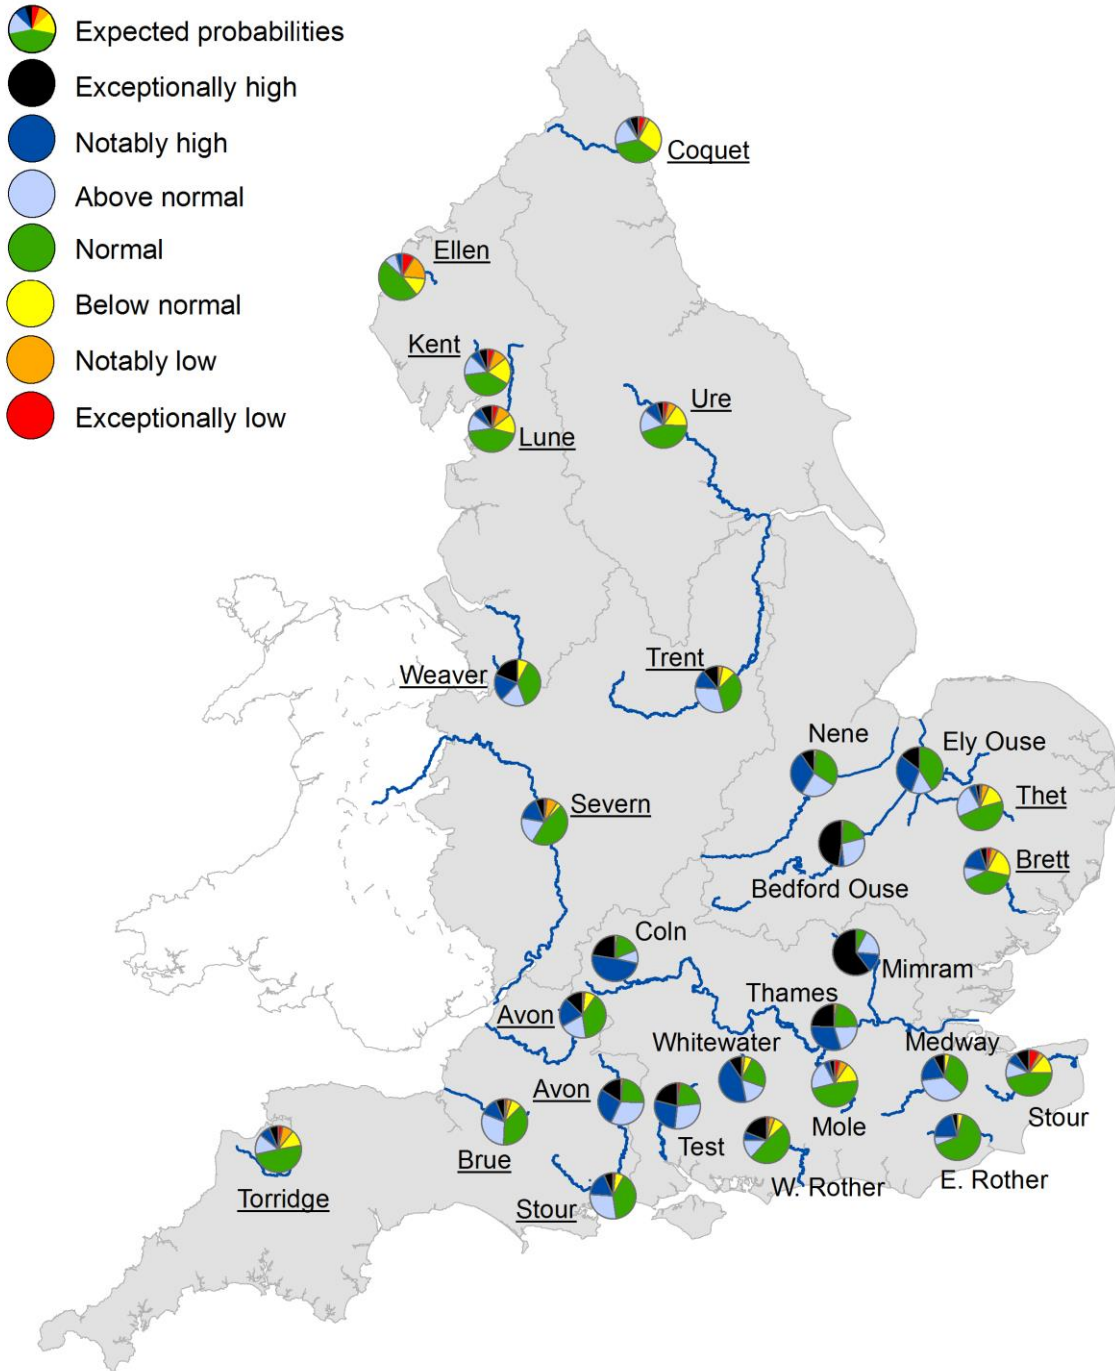 Expected probabilities
Exceptionally high
Notably high
Above normal
Normal
Below normal
Notably low
Exceptionally low
Coquet
Ellen
Kent
Lune
Ure
Weaver
Trent
Nene
Ely Ouse
Thet
Severn
Brett
Bedford Ouse
Coln
Mimram
Avon
Thames
Whitewater
Medway
Avon
Mole
Stour
Test
Brue
W. Rother
E. Rother
Torridge
Stour